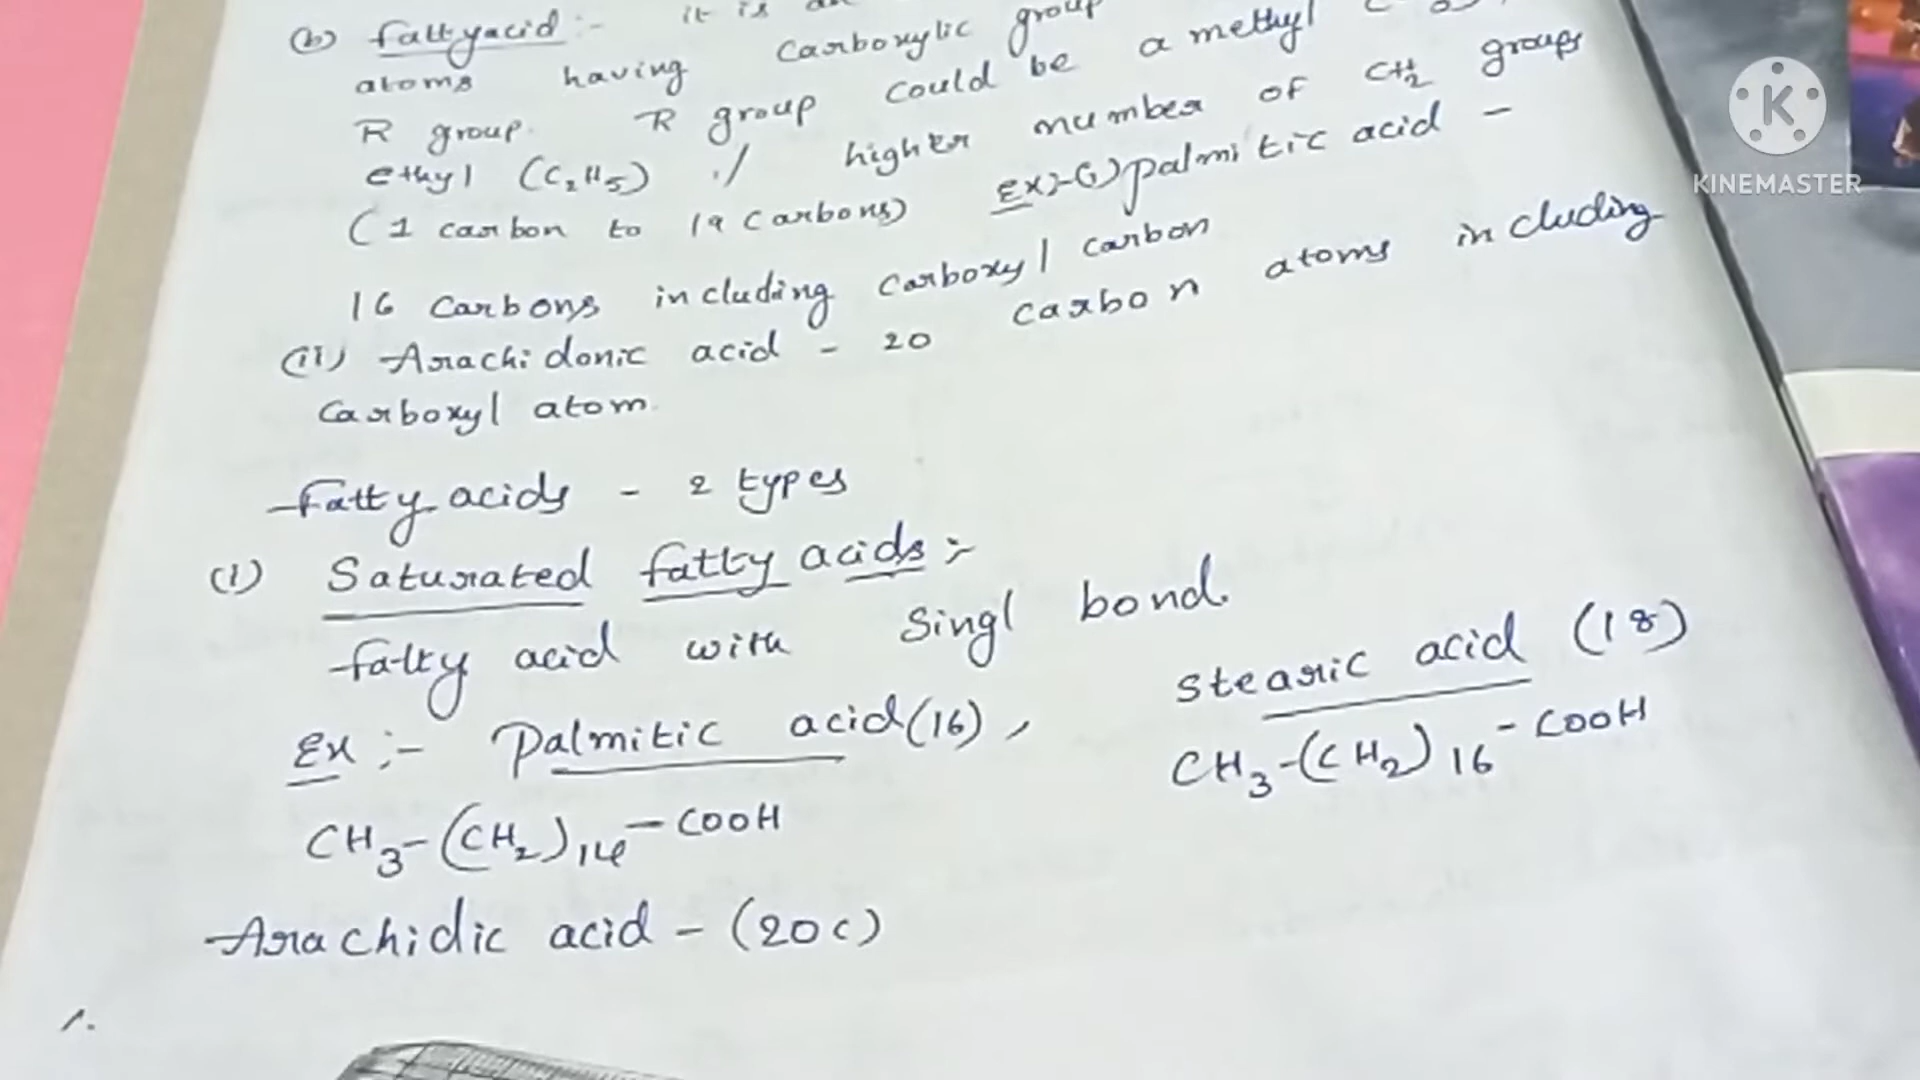 (b) fattyacid :- it is an
atoms having carboxylic group
R group. R group could be a methyl
ethyl (C₂H₅) / higher number of CH₂ groups
(1 carbon to 19 carbons) Ex:-(i) palmitic acid -
16 carbons including carboxyl carbon
(ii) Arachidonic acid - 20 carbon atoms including
carboxyl atom.
fatty acids - 2 types
(1) Saturated fatty acids :-
fatty acid with singl bond.
Ex :- Palmitic acid (16), stearic acid (18)
CH₃-(CH₂)₁₄-COOH CH₃-(CH₂)₁₆-COOH
Arachidic acid - (20c)
KINEMASTER